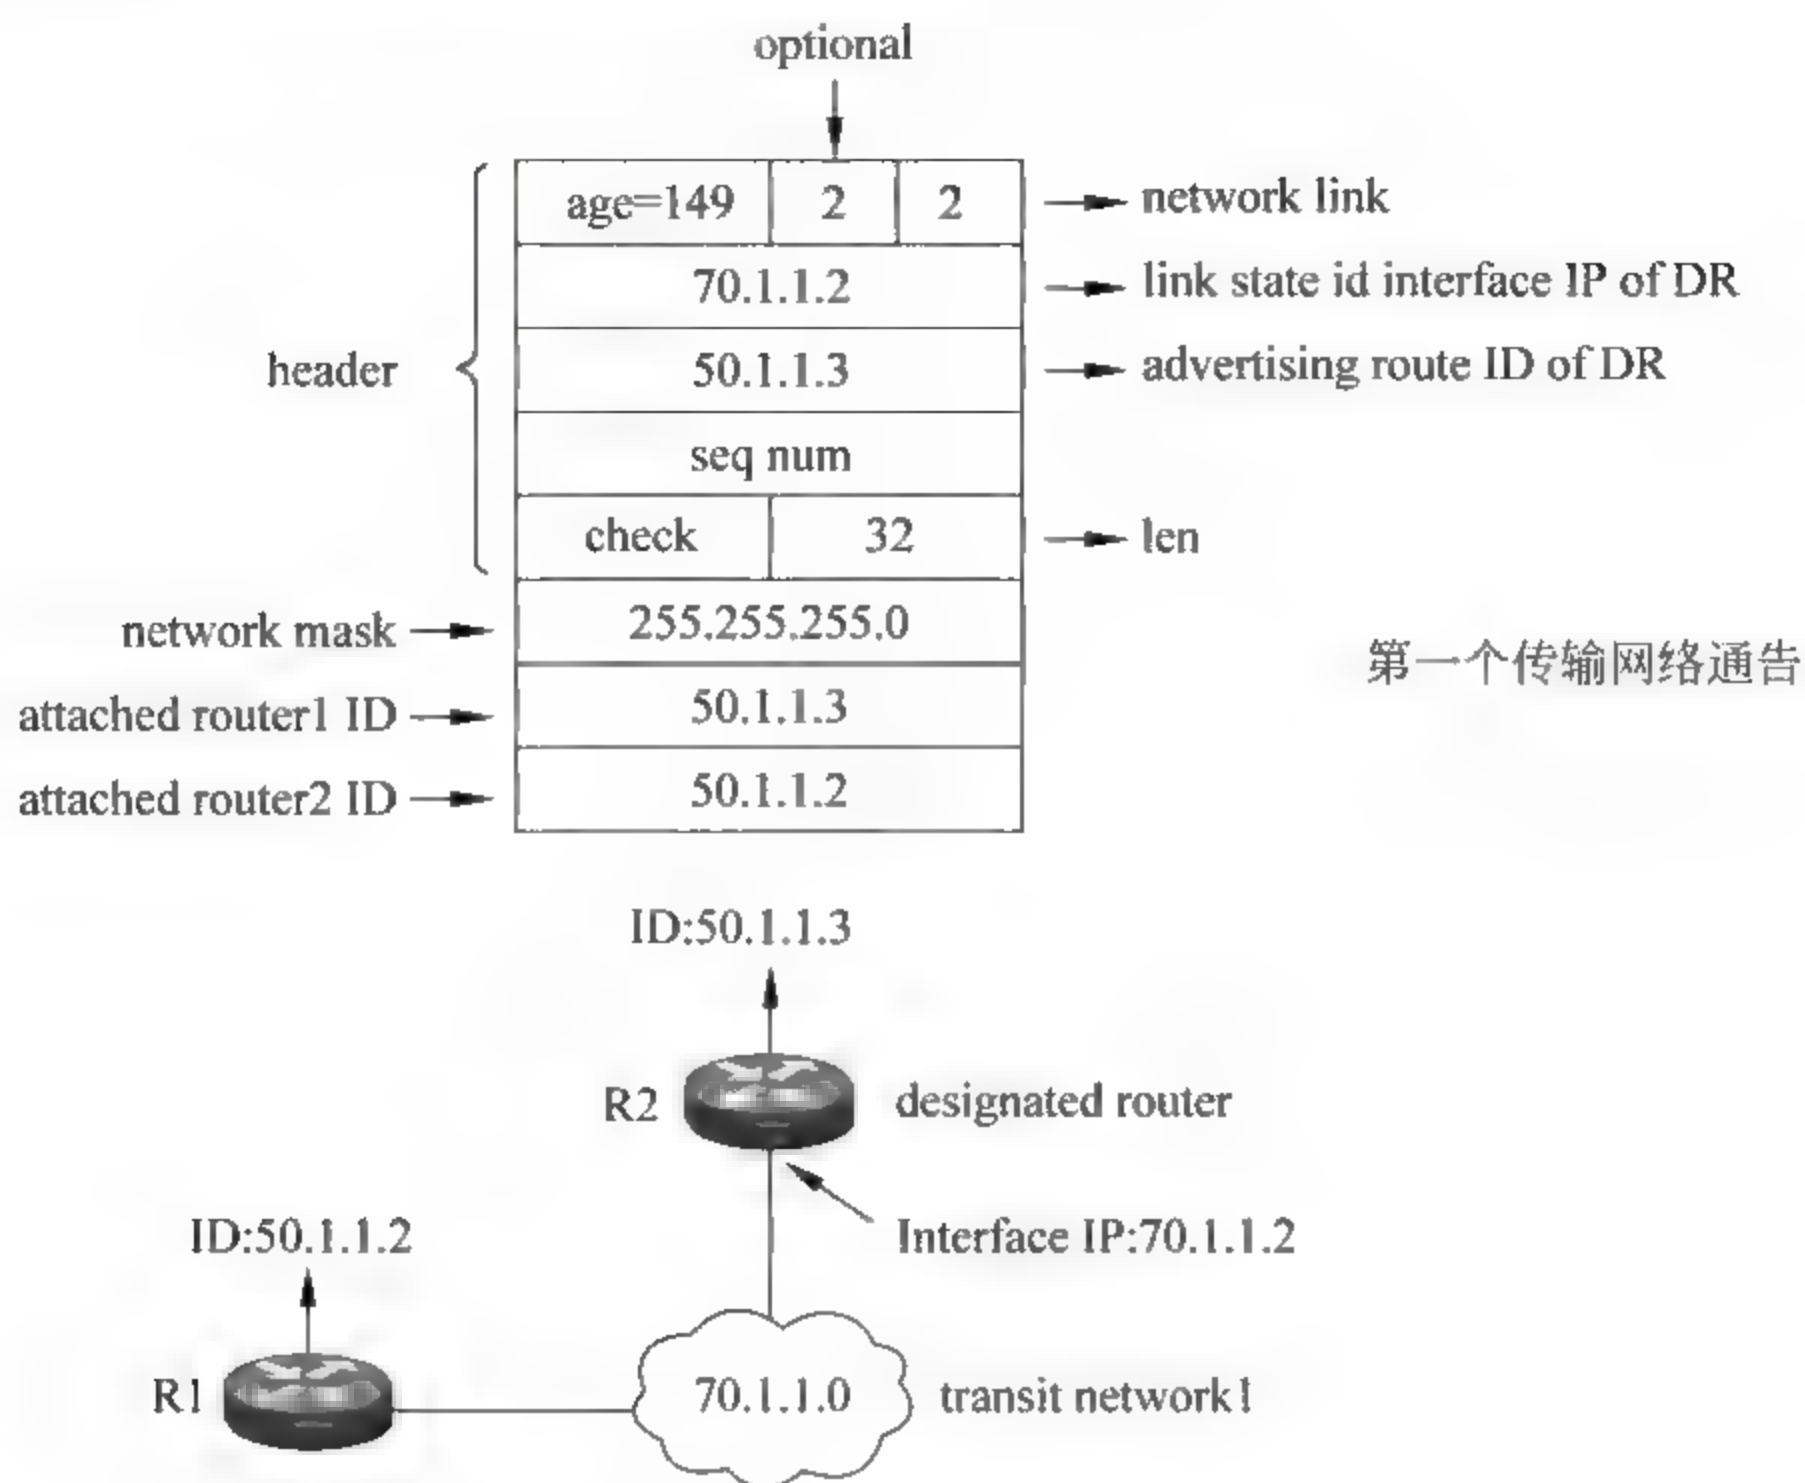 optional
age=149 2 2 network link
70.1.1.2 link state id interface IP of DR
header 50.1.1.3 advertising route ID of DR
seq num
check 32 len
network mask 255.255.255.0
第一个传输网络通告
attached router1 ID 50.1.1.3
attached router2 ID 50.1.1.2
ID:50.1.1.3
R2 designated router
ID:50.1.1.2 Interface IP:70.1.1.2
R1 70.1.1.0 transit network1